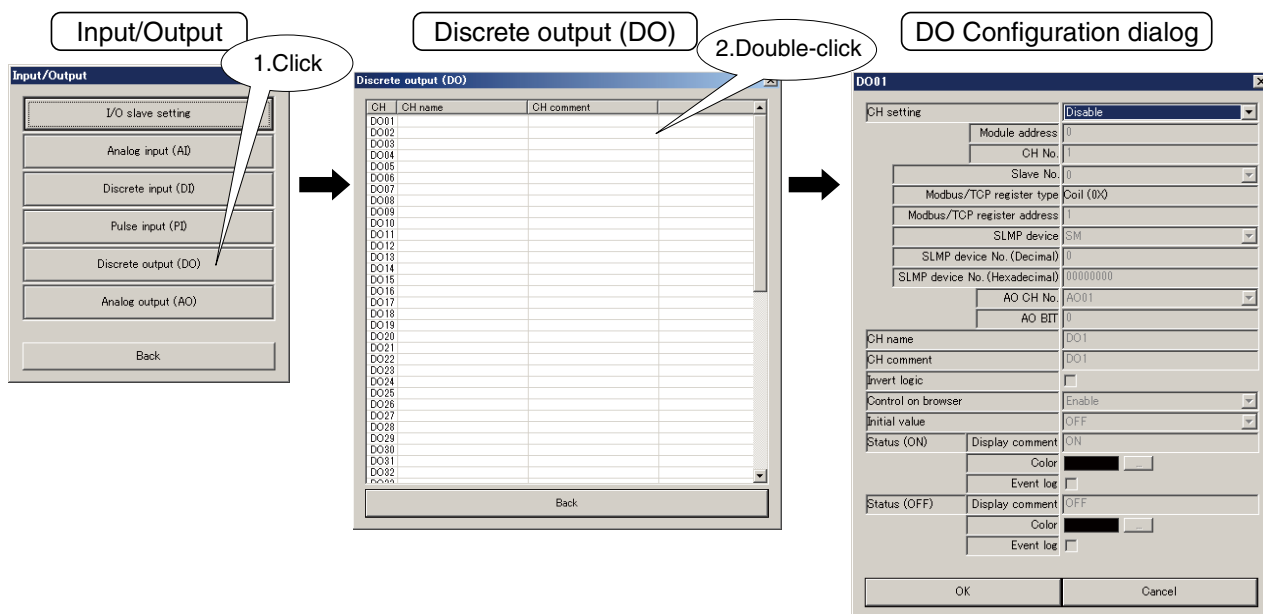 Input/Output
Discrete output (DO)
DO Configuration dialog
1.Click
2.Double-click
Input/Output
I/O slave setting
Analog input (AI)
Discrete input (DI)
Pulse input (PI)
Discrete output (DO)
Analog output (AO)
Back
Discrete output (DO)
CH CH name CH comment
DO01
DO02
DO03
DO04
DO05
DO06
DO07
DO08
DO09
DO10
DO11
DO12
DO13
DO14
DO15
DO16
DO17
DO18
DO19
DO20
DO21
DO22
DO23
DO24
DO25
DO26
DO27
DO28
DO29
DO30
DO31
DO32
Back
DO01
CH setting Disable
Module address 0
CH No. 1
Slave No. 0
Modbus/TCP register type Coil (0X)
Modbus/TCP register address 1
SLMP device SM
SLMP device No. (Decimal) 0
SLMP device No. (Hexadecimal) 00000000
AO CH No. AO01
AO BIT 0
CH name DO1
CH comment DO1
Invert logic
Control on browser Enable
Initial value OFF
Status (ON) Display comment ON
Color ...
Event log
Status (OFF) Display comment OFF
Color ...
Event log
OK Cancel